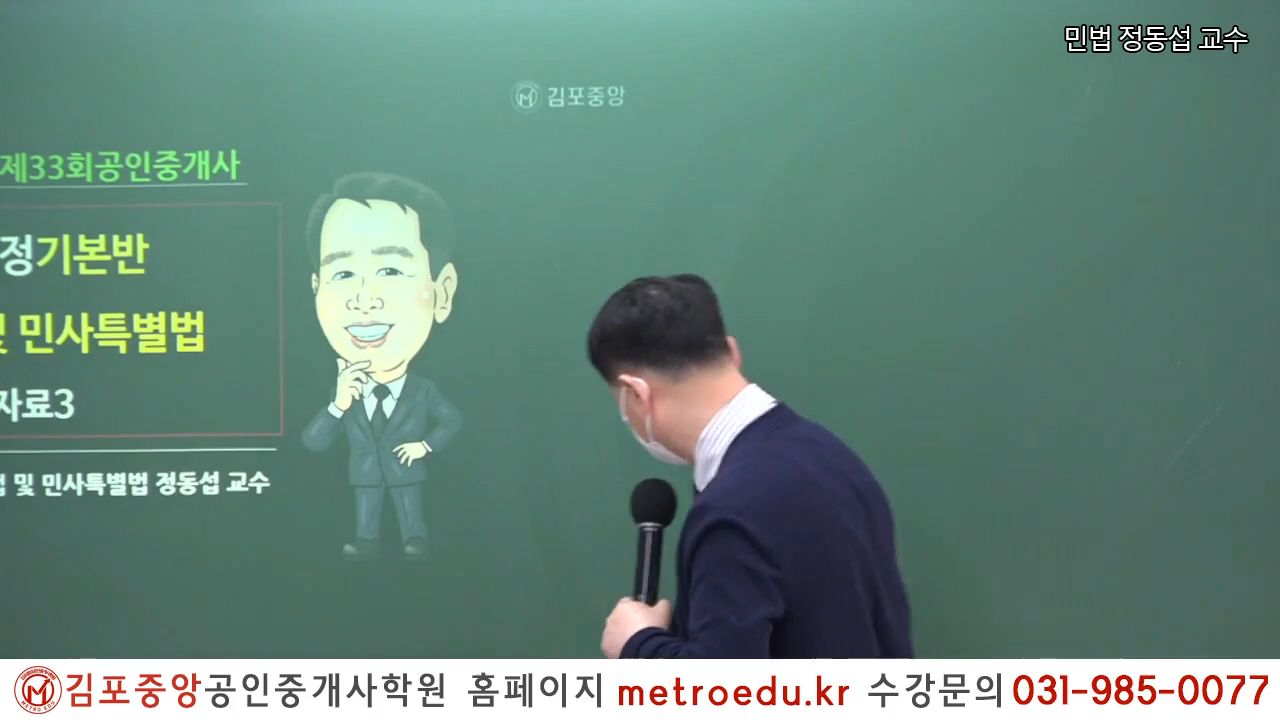 민법 정동섭 교수
김포중앙
제33회공인중개사
정기본반
및 민사특별법
자료3
및 민사특별법 정동섭 교수
METRO EDU
김포중앙공인중개사학원 홈페이지 metroedu.kr 수강문의 031-985-0077